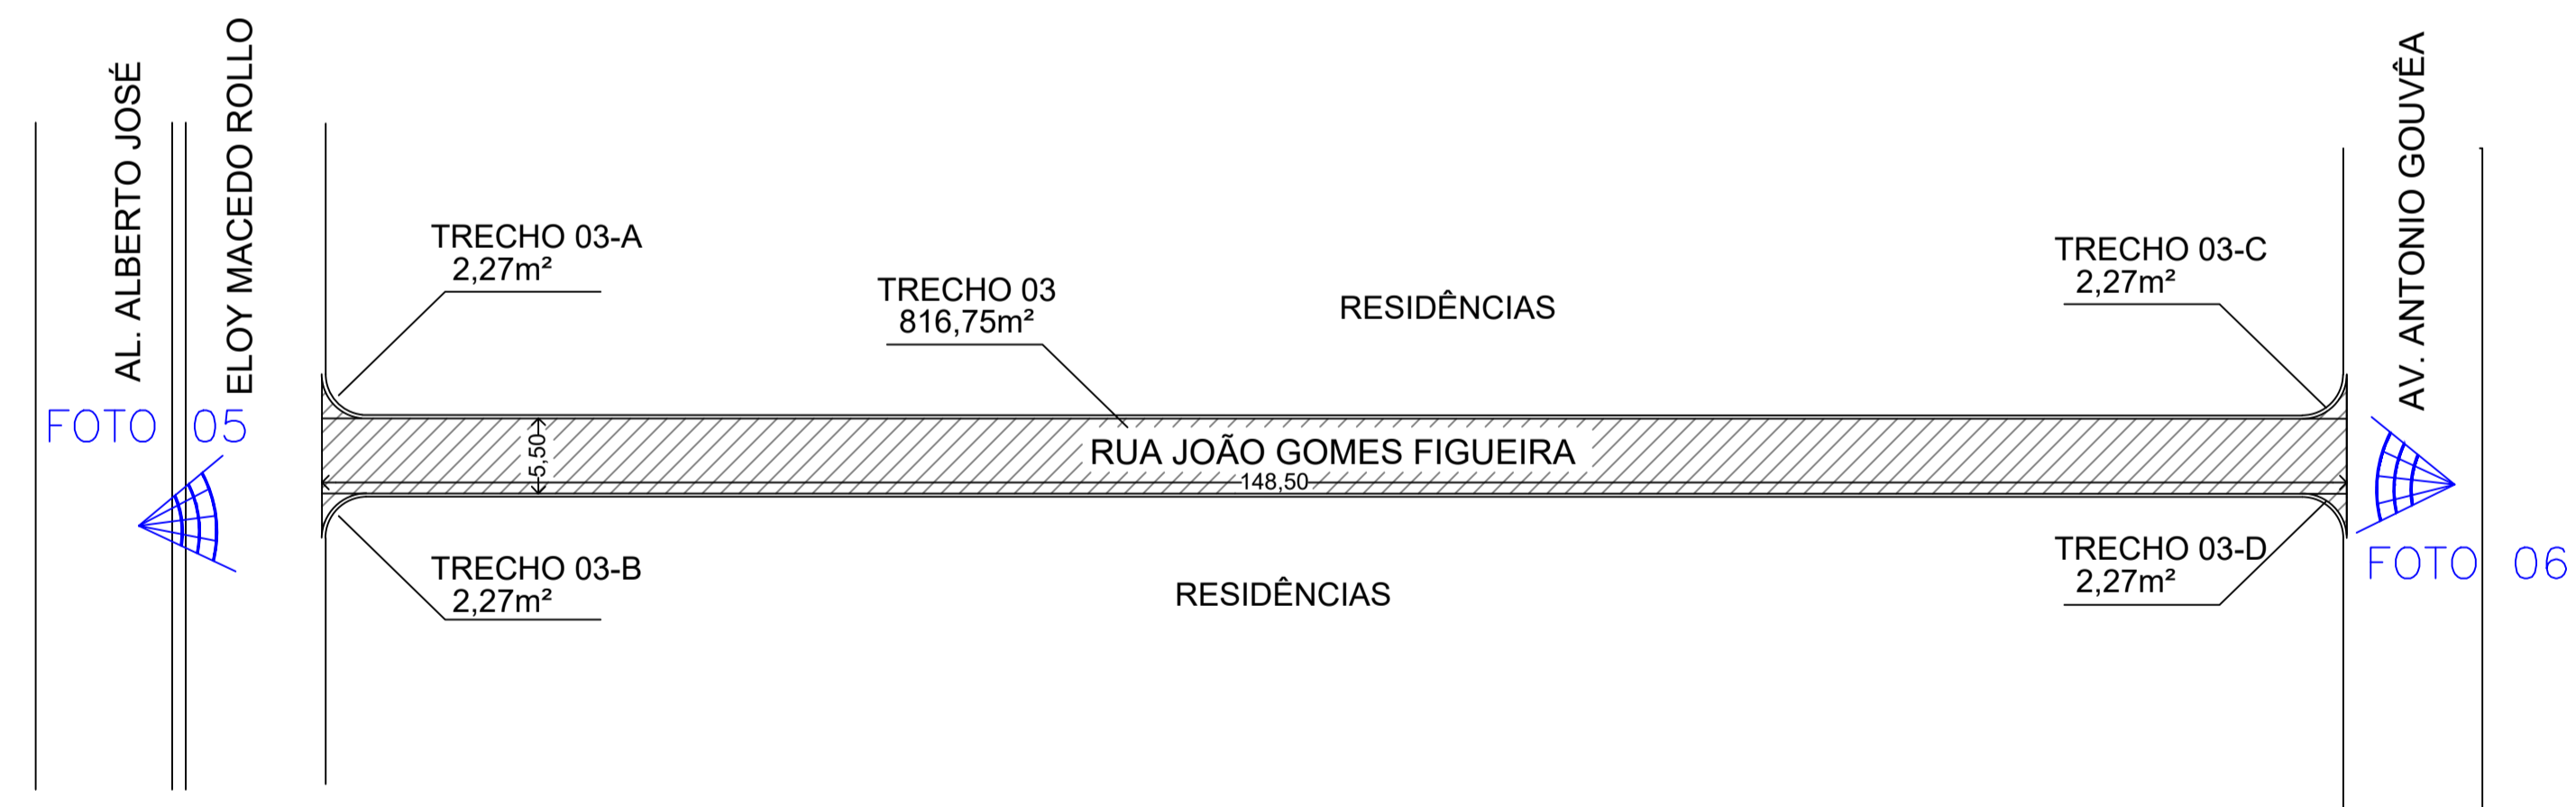 AL. ALBERTO JOSÉ
ELOY MACEDO ROLLO
AV. ANTONIO GOUVÊA
TRECHO 03-A
2,27m²
TRECHO 03
816,75m²
RESIDÊNCIAS
TRECHO 03-C
2,27m²
FOTO 05
5,50
RUA JOÃO GOMES FIGUEIRA
148,50
TRECHO 03-B
2,27m²
RESIDÊNCIAS
TRECHO 03-D
2,27m²
FOTO 06